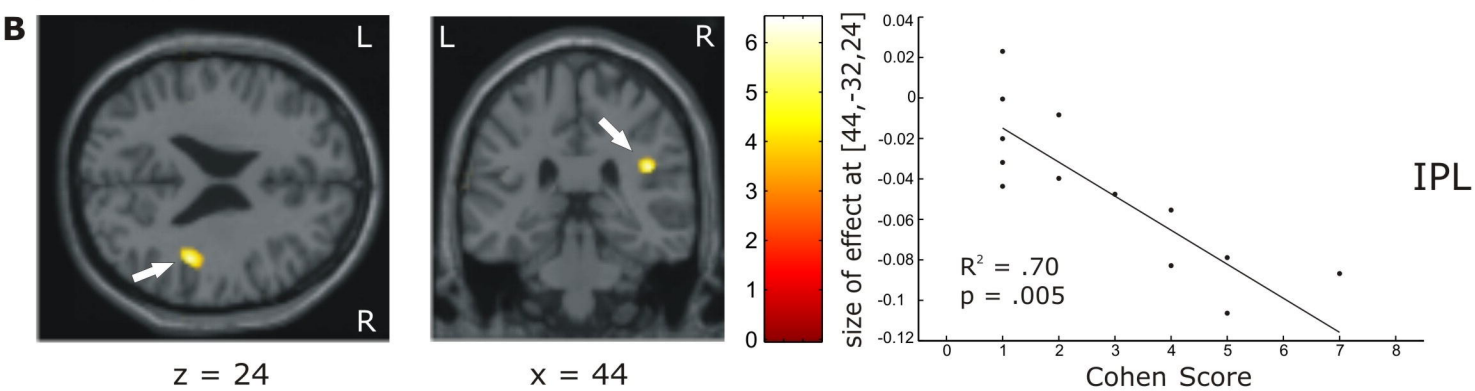 B
L
R
z = 24
L
R
x = 44
6
5
4
3
2
1
0
size of effect at [44,-32,24]
0.04
0.02
0
-0.02
-0.04
-0.06
-0.08
-0.1
-0.12
R² = .70
p = .005
0 1 2 3 4 5 6 7 8
Cohen Score
IPL